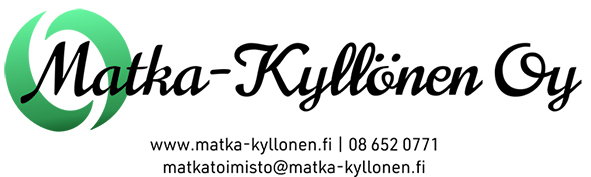 Matka-Kyllönen Oy
www.matka-kyllonen.fi | 08 652 0771
matkatoimisto@matka-kyllonen.fi